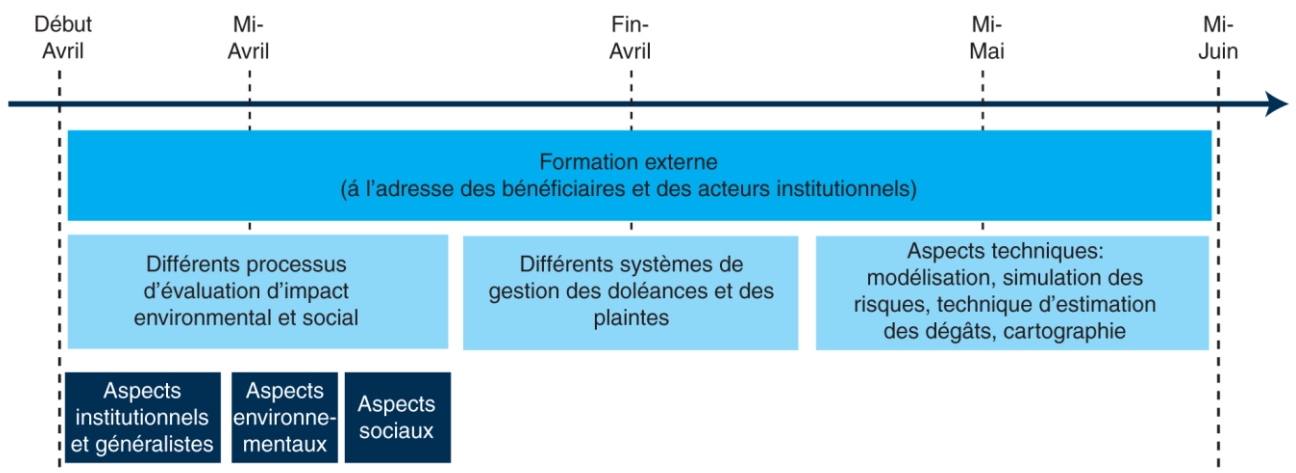 Début
Avril
Mi-
Avril
Fin-
Avril
Mi-
Mai
Mi-
Juin
Formation externe
(á l’adresse des bénéficiaires et des acteurs institutionnels)
Différents processus
d’évaluation d’impact
environmental et social
Différents systèmes de
gestion des doléances et des
plaintes
Aspects techniques:
modélisation, simulation des
risques, technique d’estimation
des dégâts, cartographie
Aspects
institutionnels
et généralistes
Aspects
environne-
mentaux
Aspects
sociaux